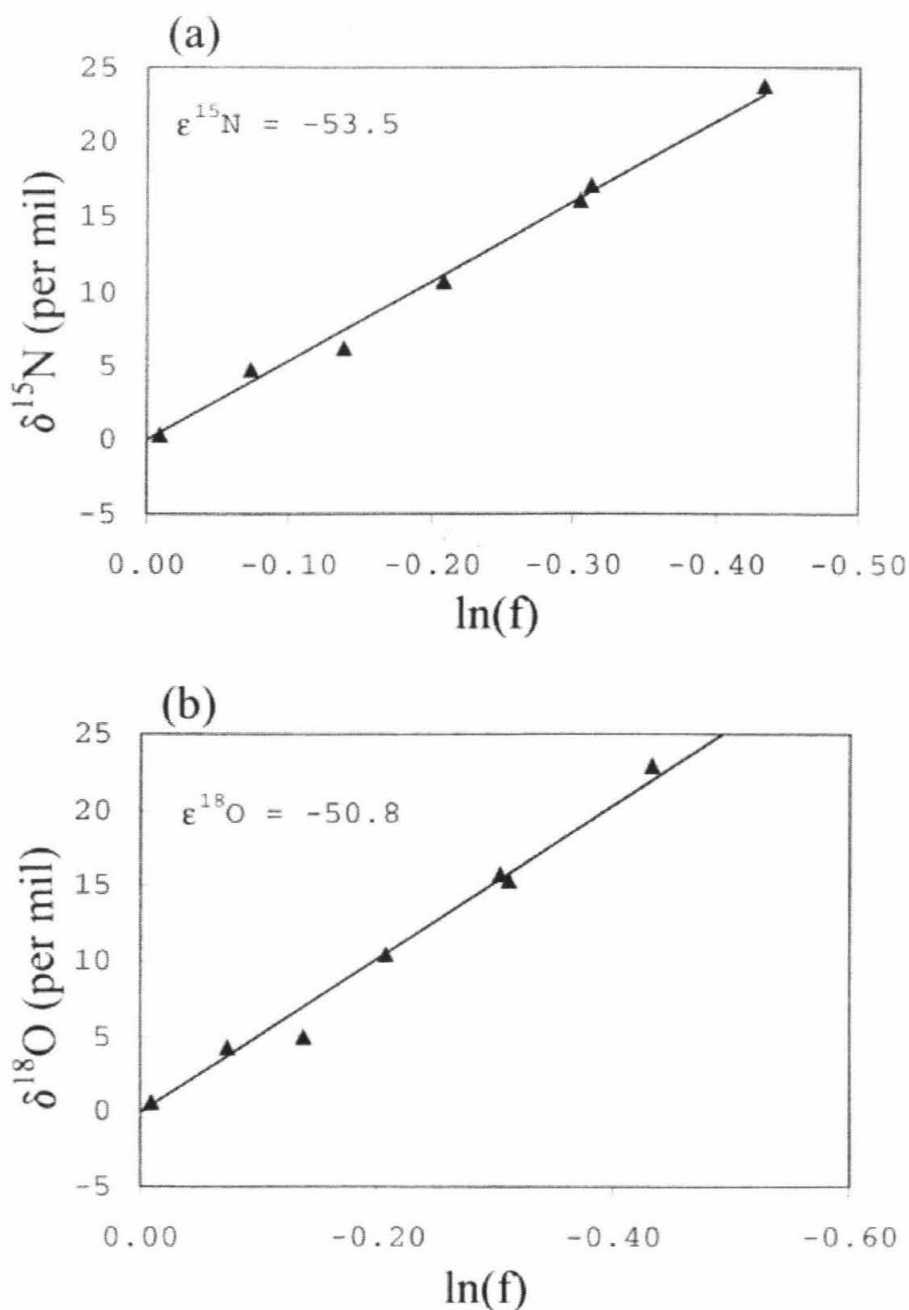 (a)
25
20
15
10
5
0
-5
ε¹⁵N = -53.5
δ¹⁵N (per mil)
0.00 -0.10 -0.20 -0.30 -0.40 -0.50
ln(f)
(b)
25
20
15
10
5
0
-5
ε¹⁸O = -50.8
δ¹⁸O (per mil)
0.00 -0.20 -0.40 -0.60
ln(f)